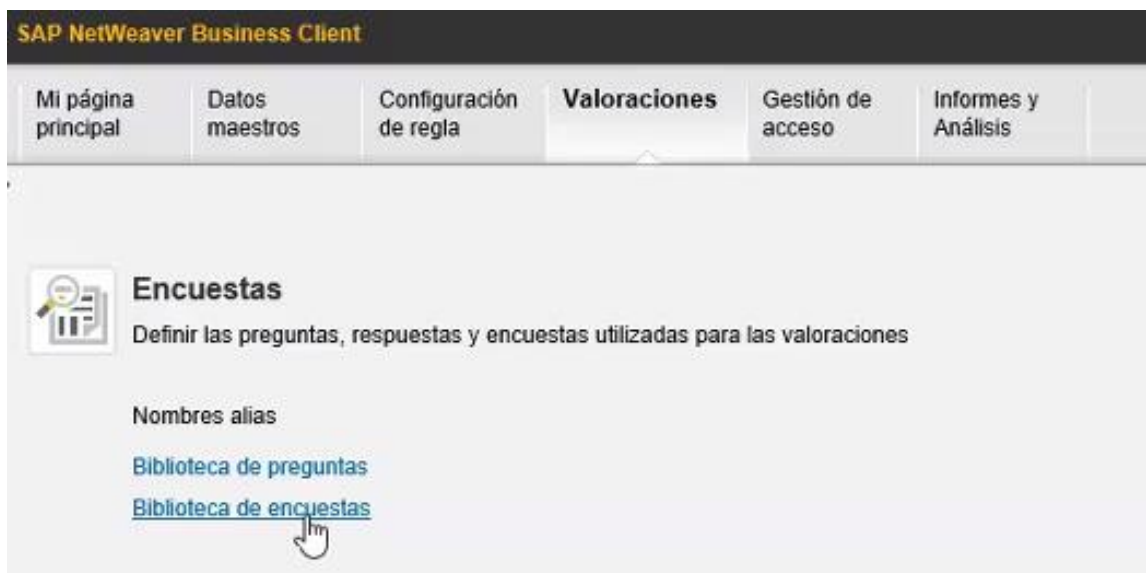 SAP NetWeaver Business Client
Mi página
principal
Datos
maestros
Configuración
de regla
Valoraciones
Gestión de
acceso
Informes y
Análisis
Encuestas
Definir las preguntas, respuestas y encuestas utilizadas para las valoraciones
Nombres alias
Biblioteca de preguntas
Biblioteca de encuestas